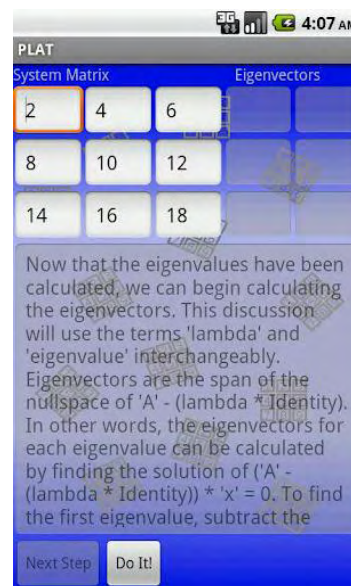 3G 4:07 AM
PLAT
System Matrix Eigenvectors
2 4 6
8 10 12
14 16 18
Now that the eigenvalues have been
calculated, we can begin calculating
the eigenvectors. This discussion
will use the terms 'lambda' and
'eigenvalue' interchangeably.
Eigenvectors are the span of the
nullspace of 'A' - (lambda * Identity).
In other words, the eigenvectors for
each eigenvalue can be calculated
by finding the solution of ('A' -
(lambda * Identity)) * 'x' = 0. To find
the first eigenvalue, subtract the
Next Step Do It!